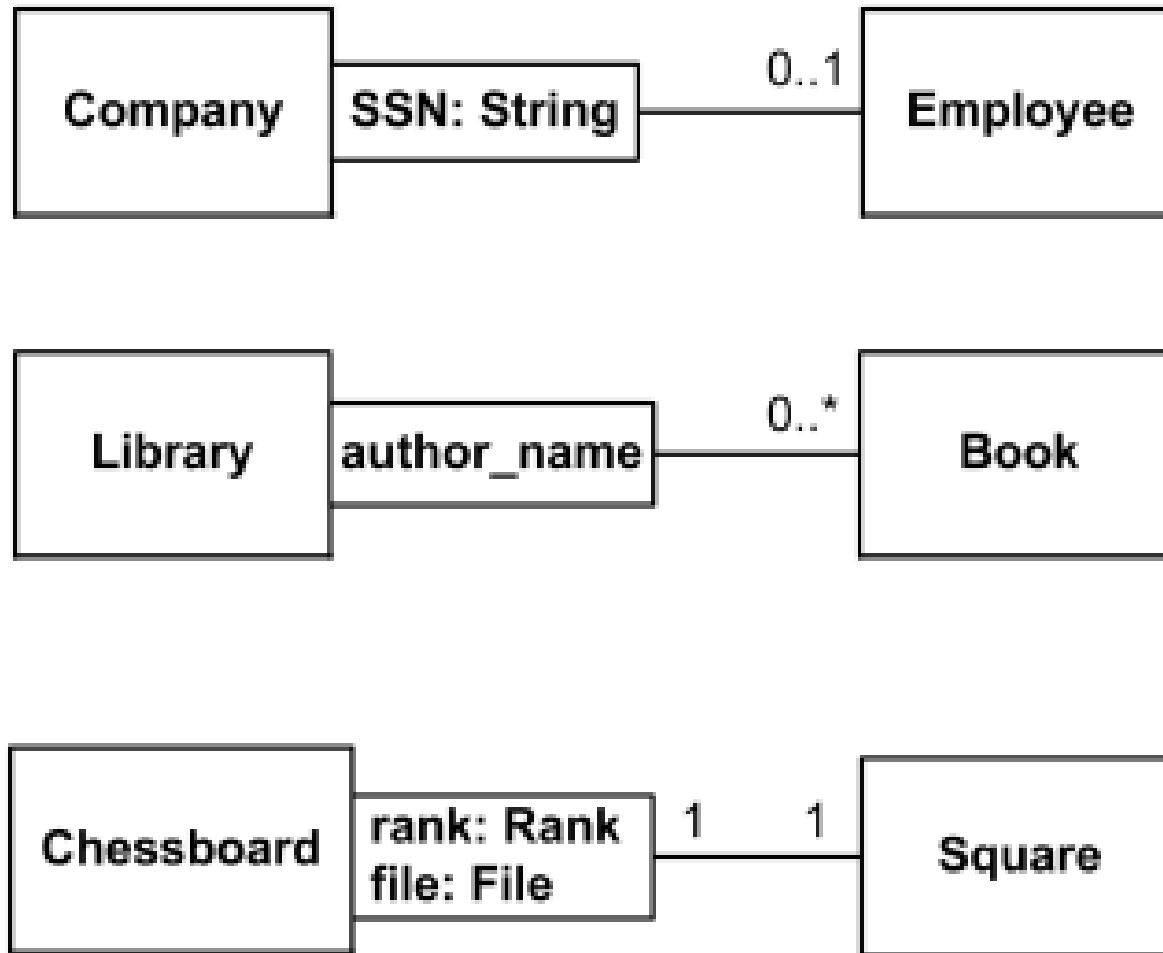 Company
SSN: String
0..1
Employee
Library
author_name
0..*
Book
Chessboard
rank: Rank
file: File
1
1
Square